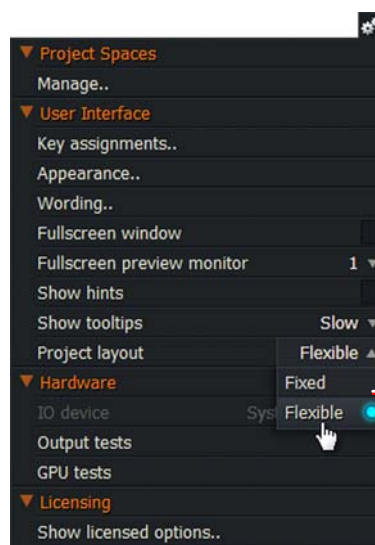 Project Spaces
Manage..
User Interface
Key assignments..
Appearance..
Wording..
Fullscreen window
Fullscreen preview monitor 1
Show hints
Show tooltips Slow
Project layout Flexible
Hardware Fixed
IO device Sys Flexible
Output tests
GPU tests
Licensing
Show licensed options..